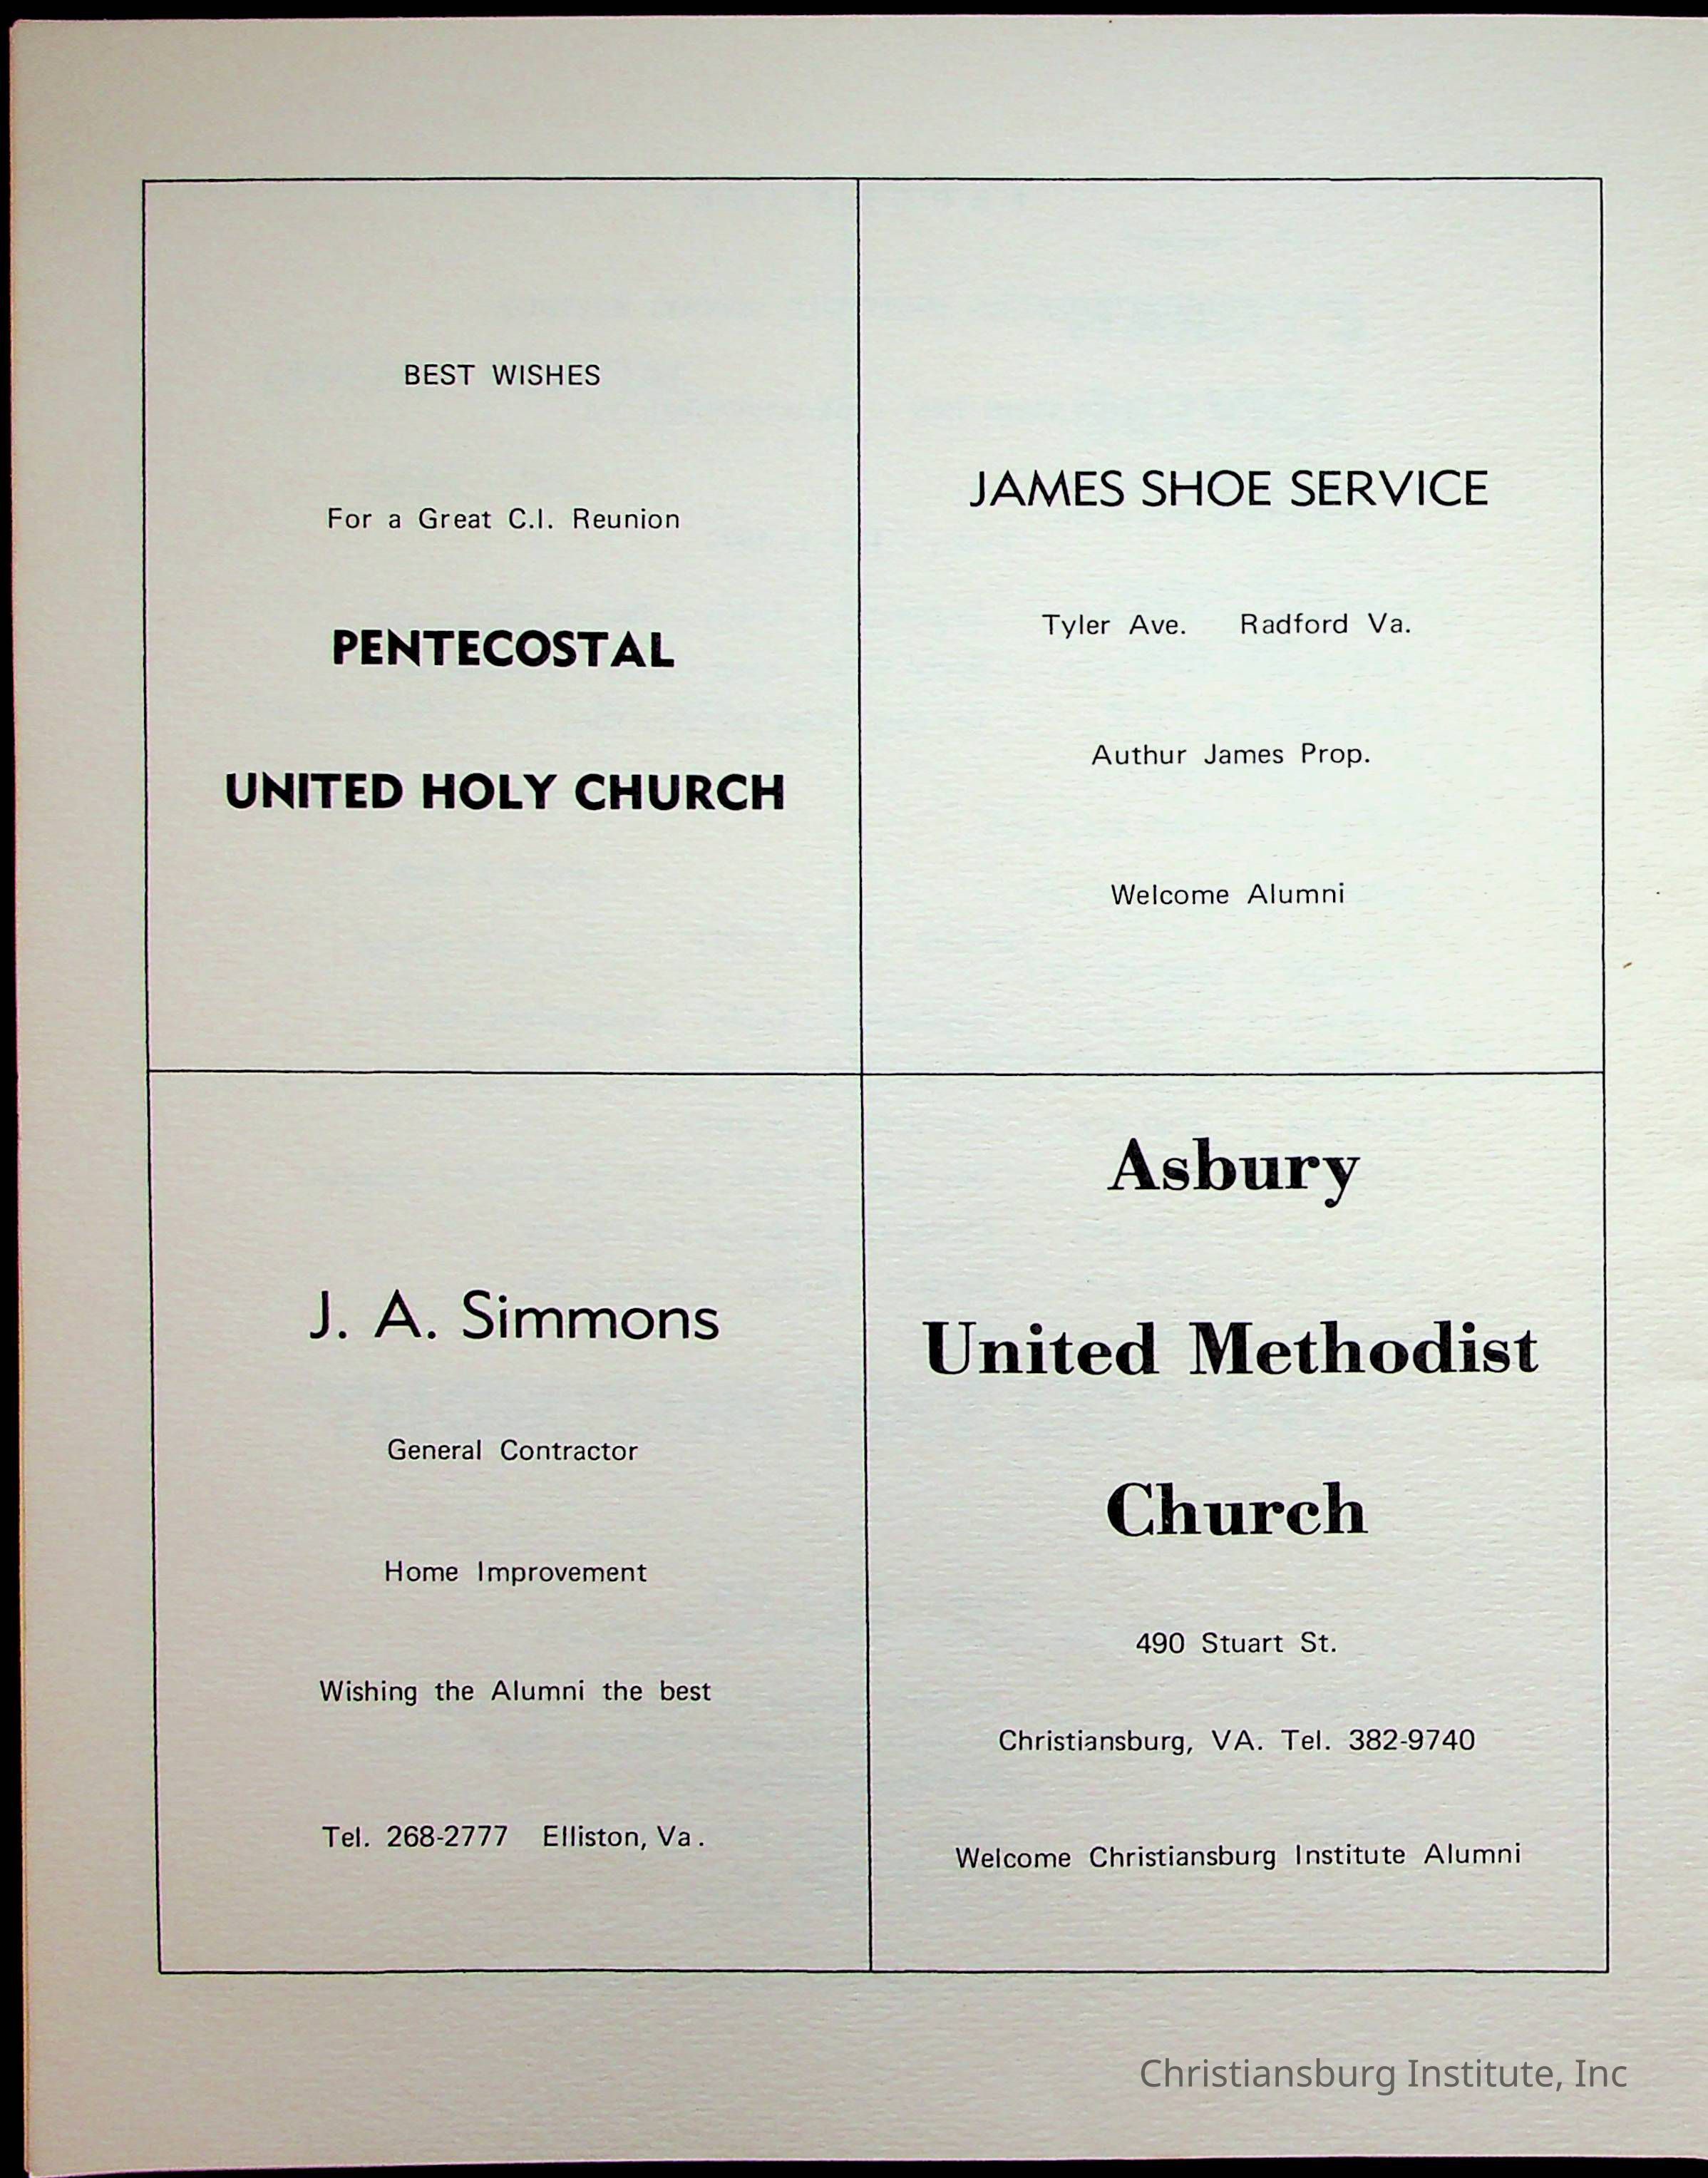 BEST WISHES
For a Great C.I. Reunion
PENTECOSTAL
UNITED HOLY CHURCH
JAMES SHOE SERVICE
Tyler Ave. Radford Va.
Authur James Prop.
Welcome Alumni
J. A. Simmons
General Contractor
Home Improvement
Wishing the Alumni the best
Tel. 268-2777 Elliston, Va.
Asbury
United Methodist
Church
490 Stuart St.
Christiansburg, VA. Tel. 382-9740
Welcome Christiansburg Institute Alumni
Christiansburg Institute, Inc